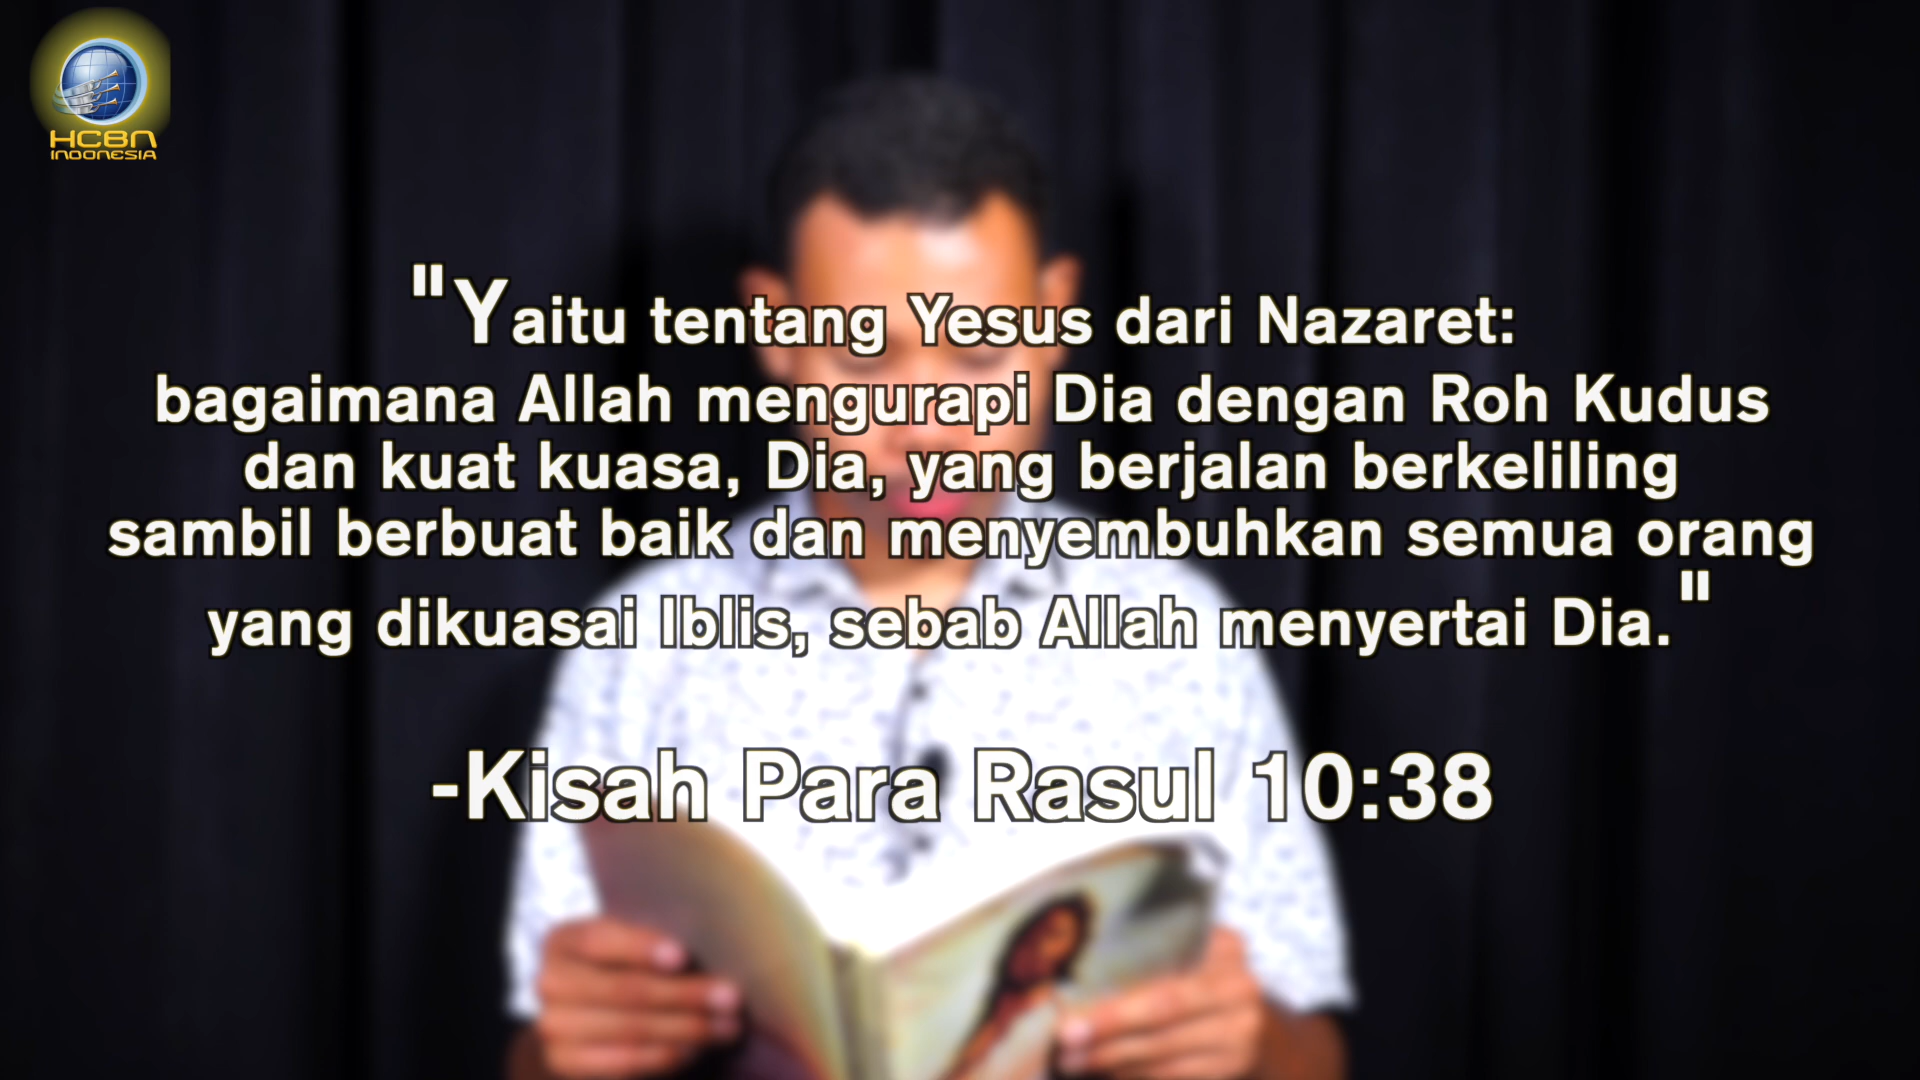 HCBN
INDONESIA
"Yaitu tentang Yesus dari Nazaret:
bagaimana Allah mengurapi Dia dengan Roh Kudus
dan kuat kuasa, Dia, yang berjalan berkeliling
sambil berbuat baik dan menyembuhkan semua orang
yang dikuasai Iblis, sebab Allah menyertai Dia."
-Kisah Para Rasul 10:38